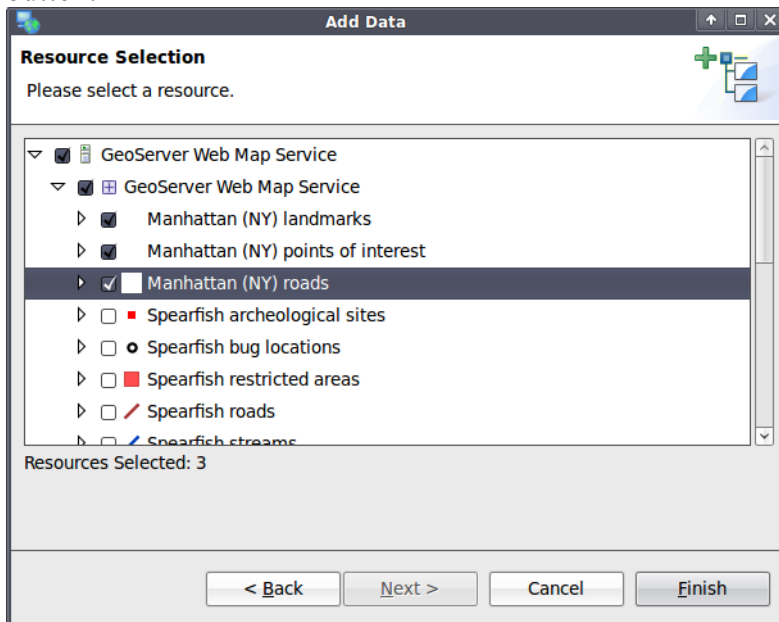 Add Data
Resource Selection
Please select a resource.
GeoServer Web Map Service
GeoServer Web Map Service
Manhattan (NY) landmarks
Manhattan (NY) points of interest
Manhattan (NY) roads
Spearfish archeological sites
Spearfish bug locations
Spearfish restricted areas
Spearfish roads
Spearfish streams
Resources Selected: 3
< Back Next > Cancel Finish